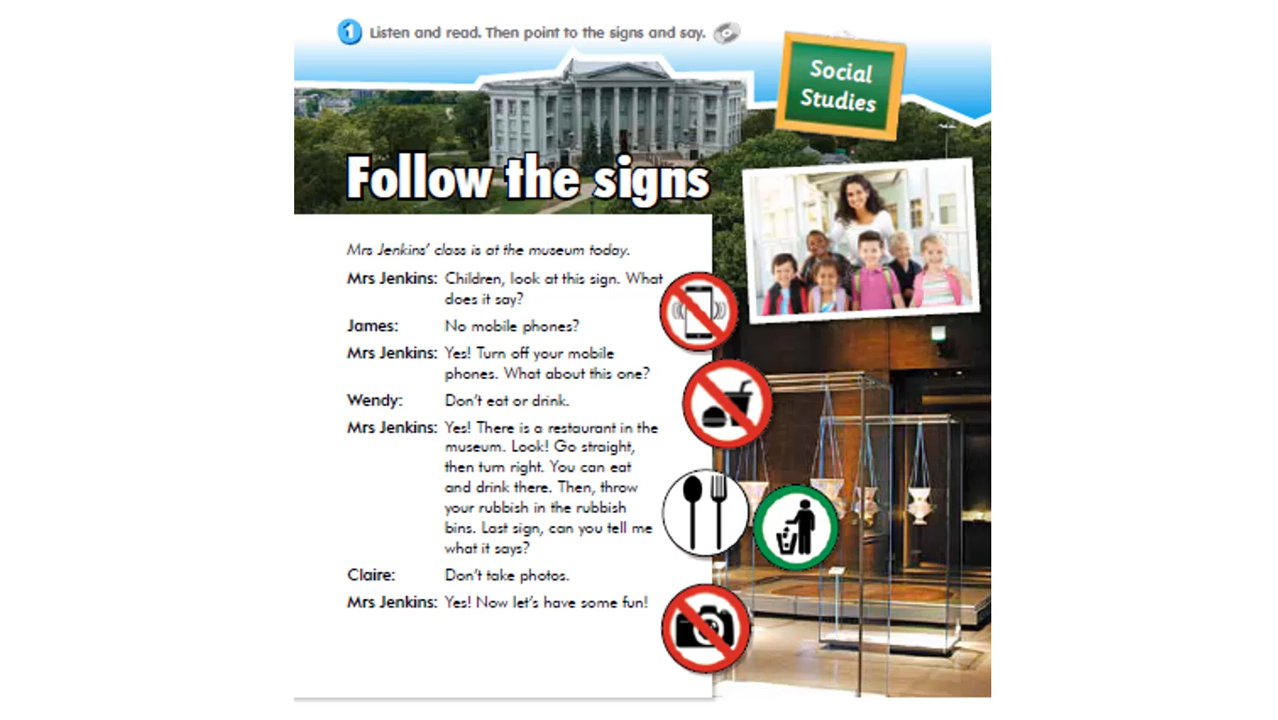 1 Listen and read. Then point to the signs and say.
Social
Studies
Follow the signs
Mrs Jenkins' class is at the museum today.
Mrs Jenkins: Children, look at this sign. What
does it say?
James: No mobile phones?
Mrs Jenkins: Yes! Turn off your mobile
phones. What about this one?
Wendy: Don't eat or drink.
Mrs Jenkins: Yes! There is a restaurant in the
museum. Look! Go straight,
then turn right. You can eat
and drink there. Then, throw
your rubbish in the rubbish
bins. Last sign, can you tell me
what it says?
Claire: Don't take photos.
Mrs Jenkins: Yes! Now let's have some fun!